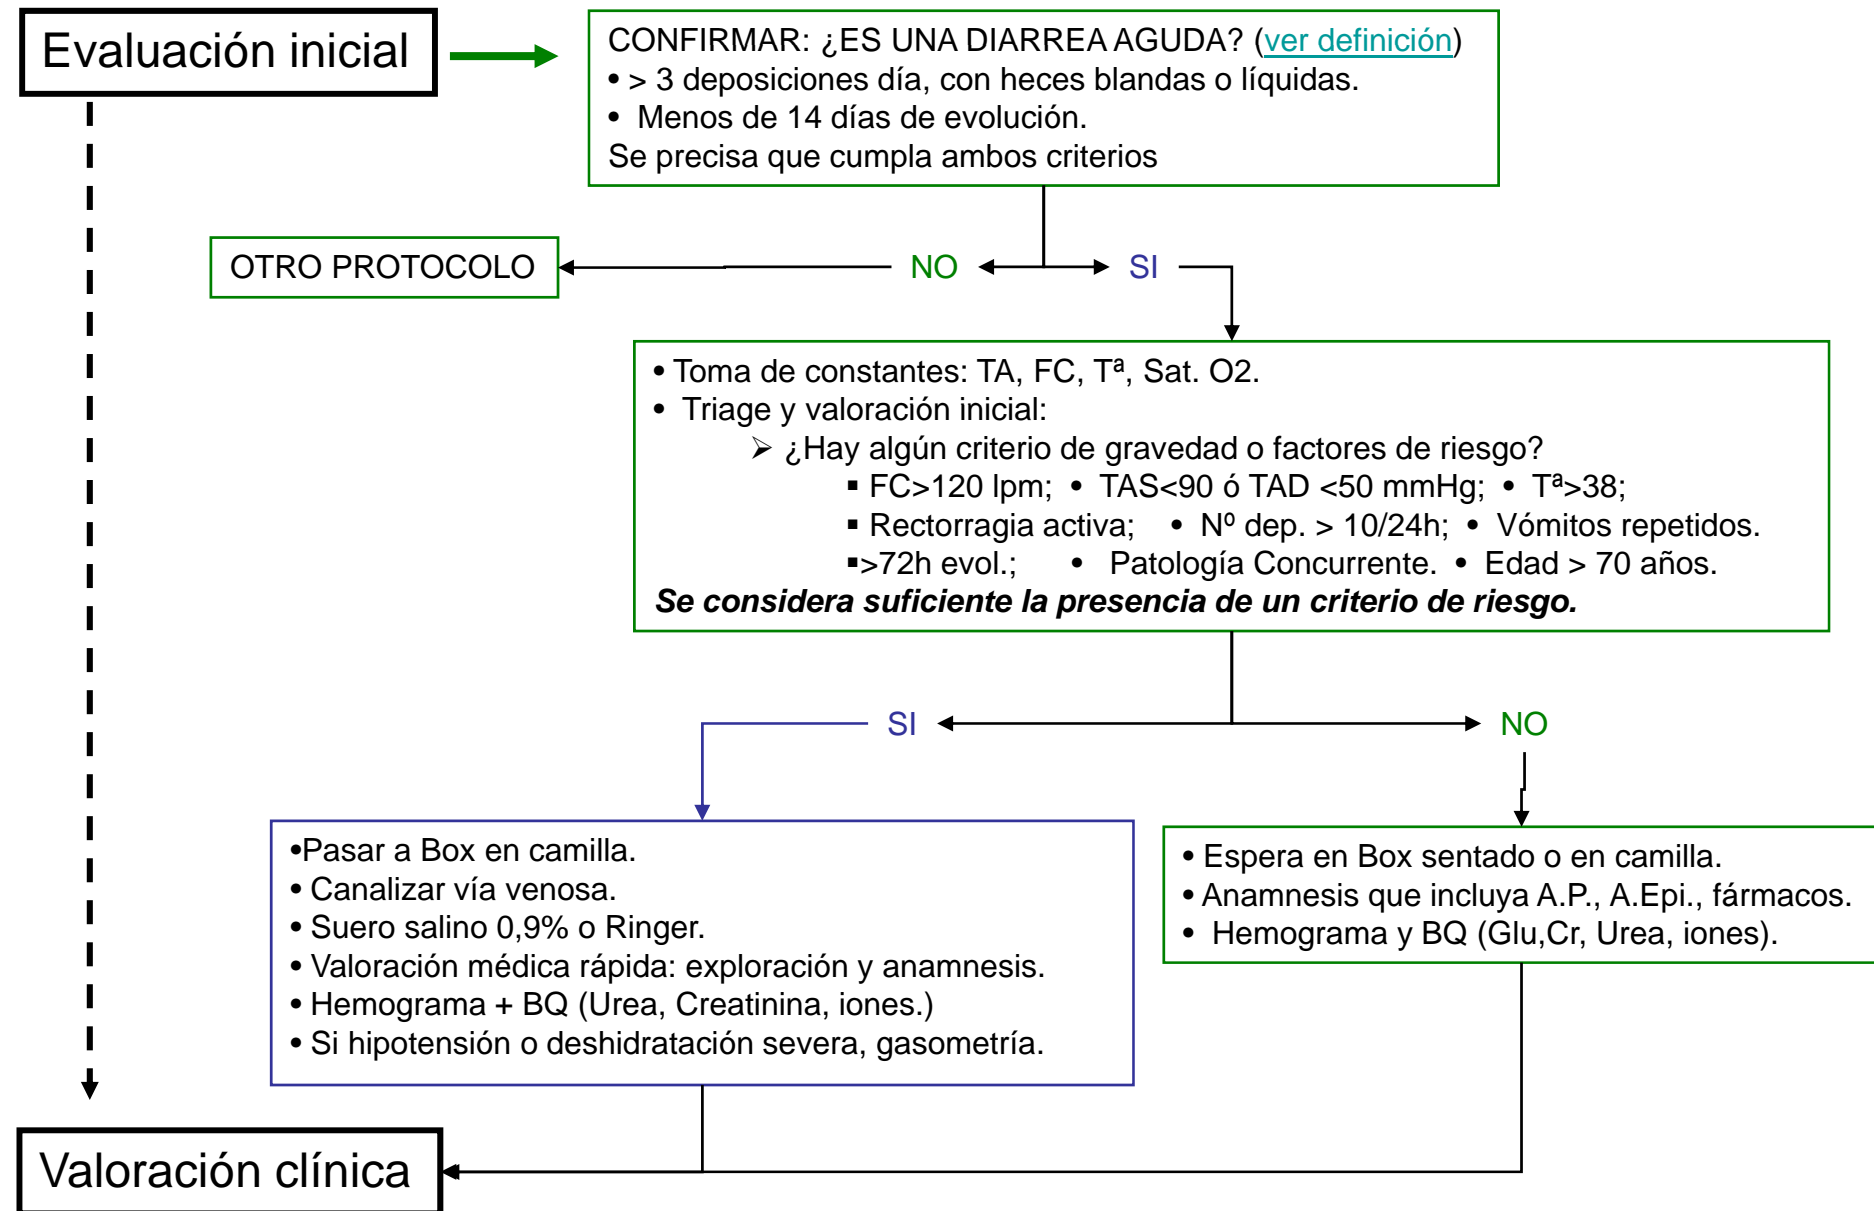 Evaluación inicial
CONFIRMAR: ¿ES UNA DIARREA AGUDA? (ver definición)
• > 3 deposiciones día, con heces blandas o líquidas.
• Menos de 14 días de evolución.
Se precisa que cumpla ambos criterios
OTRO PROTOCOLO
NO
SI
• Toma de constantes: TA, FC, Tª, Sat. O2.
• Triage y valoración inicial:
➢ ¿Hay algún criterio de gravedad o factores de riesgo?
▪ FC>120 lpm; • TAS<90 ó TAD <50 mmHg; • Tª>38;
▪ Rectorragia activa; • Nº dep. > 10/24h; • Vómitos repetidos.
▪>72h evol.; • Patología Concurrente. • Edad > 70 años.
Se considera suficiente la presencia de un criterio de riesgo.
SI
NO
•Pasar a Box en camilla.
• Canalizar vía venosa.
• Suero salino 0,9% o Ringer.
• Valoración médica rápida: exploración y anamnesis.
• Hemograma + BQ (Urea, Creatinina, iones.)
• Si hipotensión o deshidratación severa, gasometría.
• Espera en Box sentado o en camilla.
• Anamnesis que incluya A.P., A.Epi., fármacos.
• Hemograma y BQ (Glu,Cr, Urea, iones).
Valoración clínica